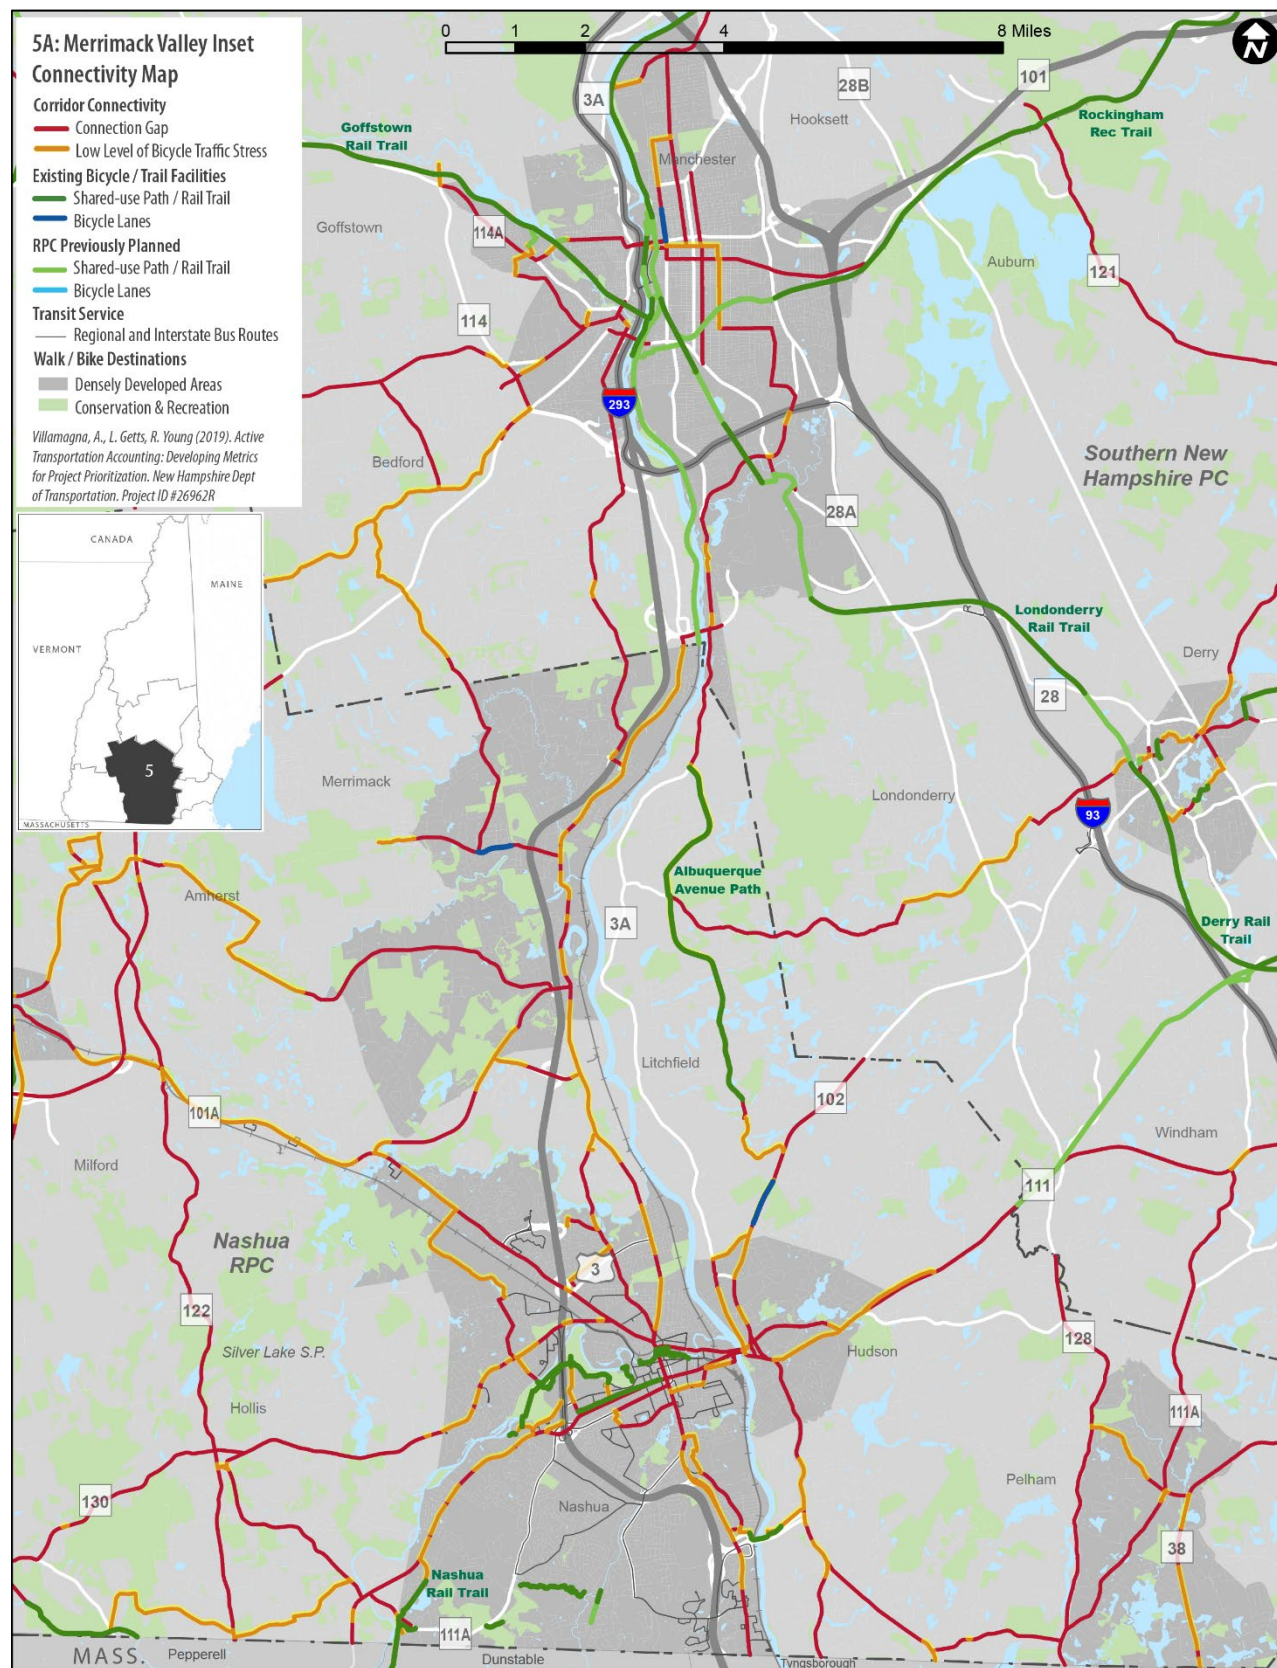 5A: Merrimack Valley Inset
Connectivity Map
Corridor Connectivity
Connection Gap
Low Level of Bicycle Traffic Stress
Existing Bicycle / Trail Facilities
Shared-use Path / Rail Trail
Bicycle Lanes
RPC Previously Planned
Shared-use Path / Rail Trail
Bicycle Lanes
Transit Service
Regional and Interstate Bus Routes
Walk / Bike Destinations
Densely Developed Areas
Conservation & Recreation
Villamagna, A., L. Getts, R. Young (2019). Active
Transportation Accounting: Developing Metrics
for Project Prioritization. New Hampshire Dept
of Transportation. Project ID #26962R
CANADA
MAINE
VERMONT
5
MASSACHUSETTS
0 1 2 4 8 Miles
N
3A
28B
101
Hooksett
Rockingham
Rec Trail
Goffstown
Rail Trail
Manchester
Goffstown
114A
Auburn
121
114
293
Bedford
Southern New
Hampshire PC
28A
Londonderry
Rail Trail
Derry
28
Merrimack
Londonderry
93
Albuquerque
Avenue Path
Amherst
3A
Derry Rail
Trail
Litchfield
102
101A
Windham
Milford
111
Nashua
RPC
3
122
128
Silver Lake S.P.
Hudson
Hollis
111A
Pelham
130
Nashua
38
Nashua
Rail Trail
111A
MASS.
Pepperell
Dunstable
Tyngsborough